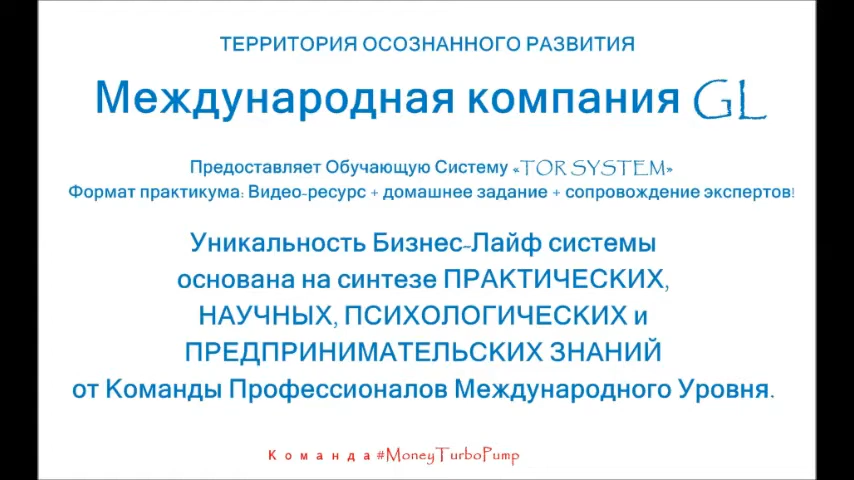 ТЕРРИТОРИЯ ОСОЗНАННОГО РАЗВИТИЯ
Международная компания GL
Предоставляет Обучающую Систему «TOR SYSTEM»
Формат практикума: Видео-ресурс + домашнее задание + сопровождение экспертов!
Уникальность Бизнес-Лайф системы
основана на синтезе ПРАКТИЧЕСКИХ,
НАУЧНЫХ, ПСИХОЛОГИЧЕСКИХ и
ПРЕДПРИНИМАТЕЛЬСКИХ ЗНАНИЙ
от Команды Профессионалов Международного Уровня.
Команда #MoneyTurboPump